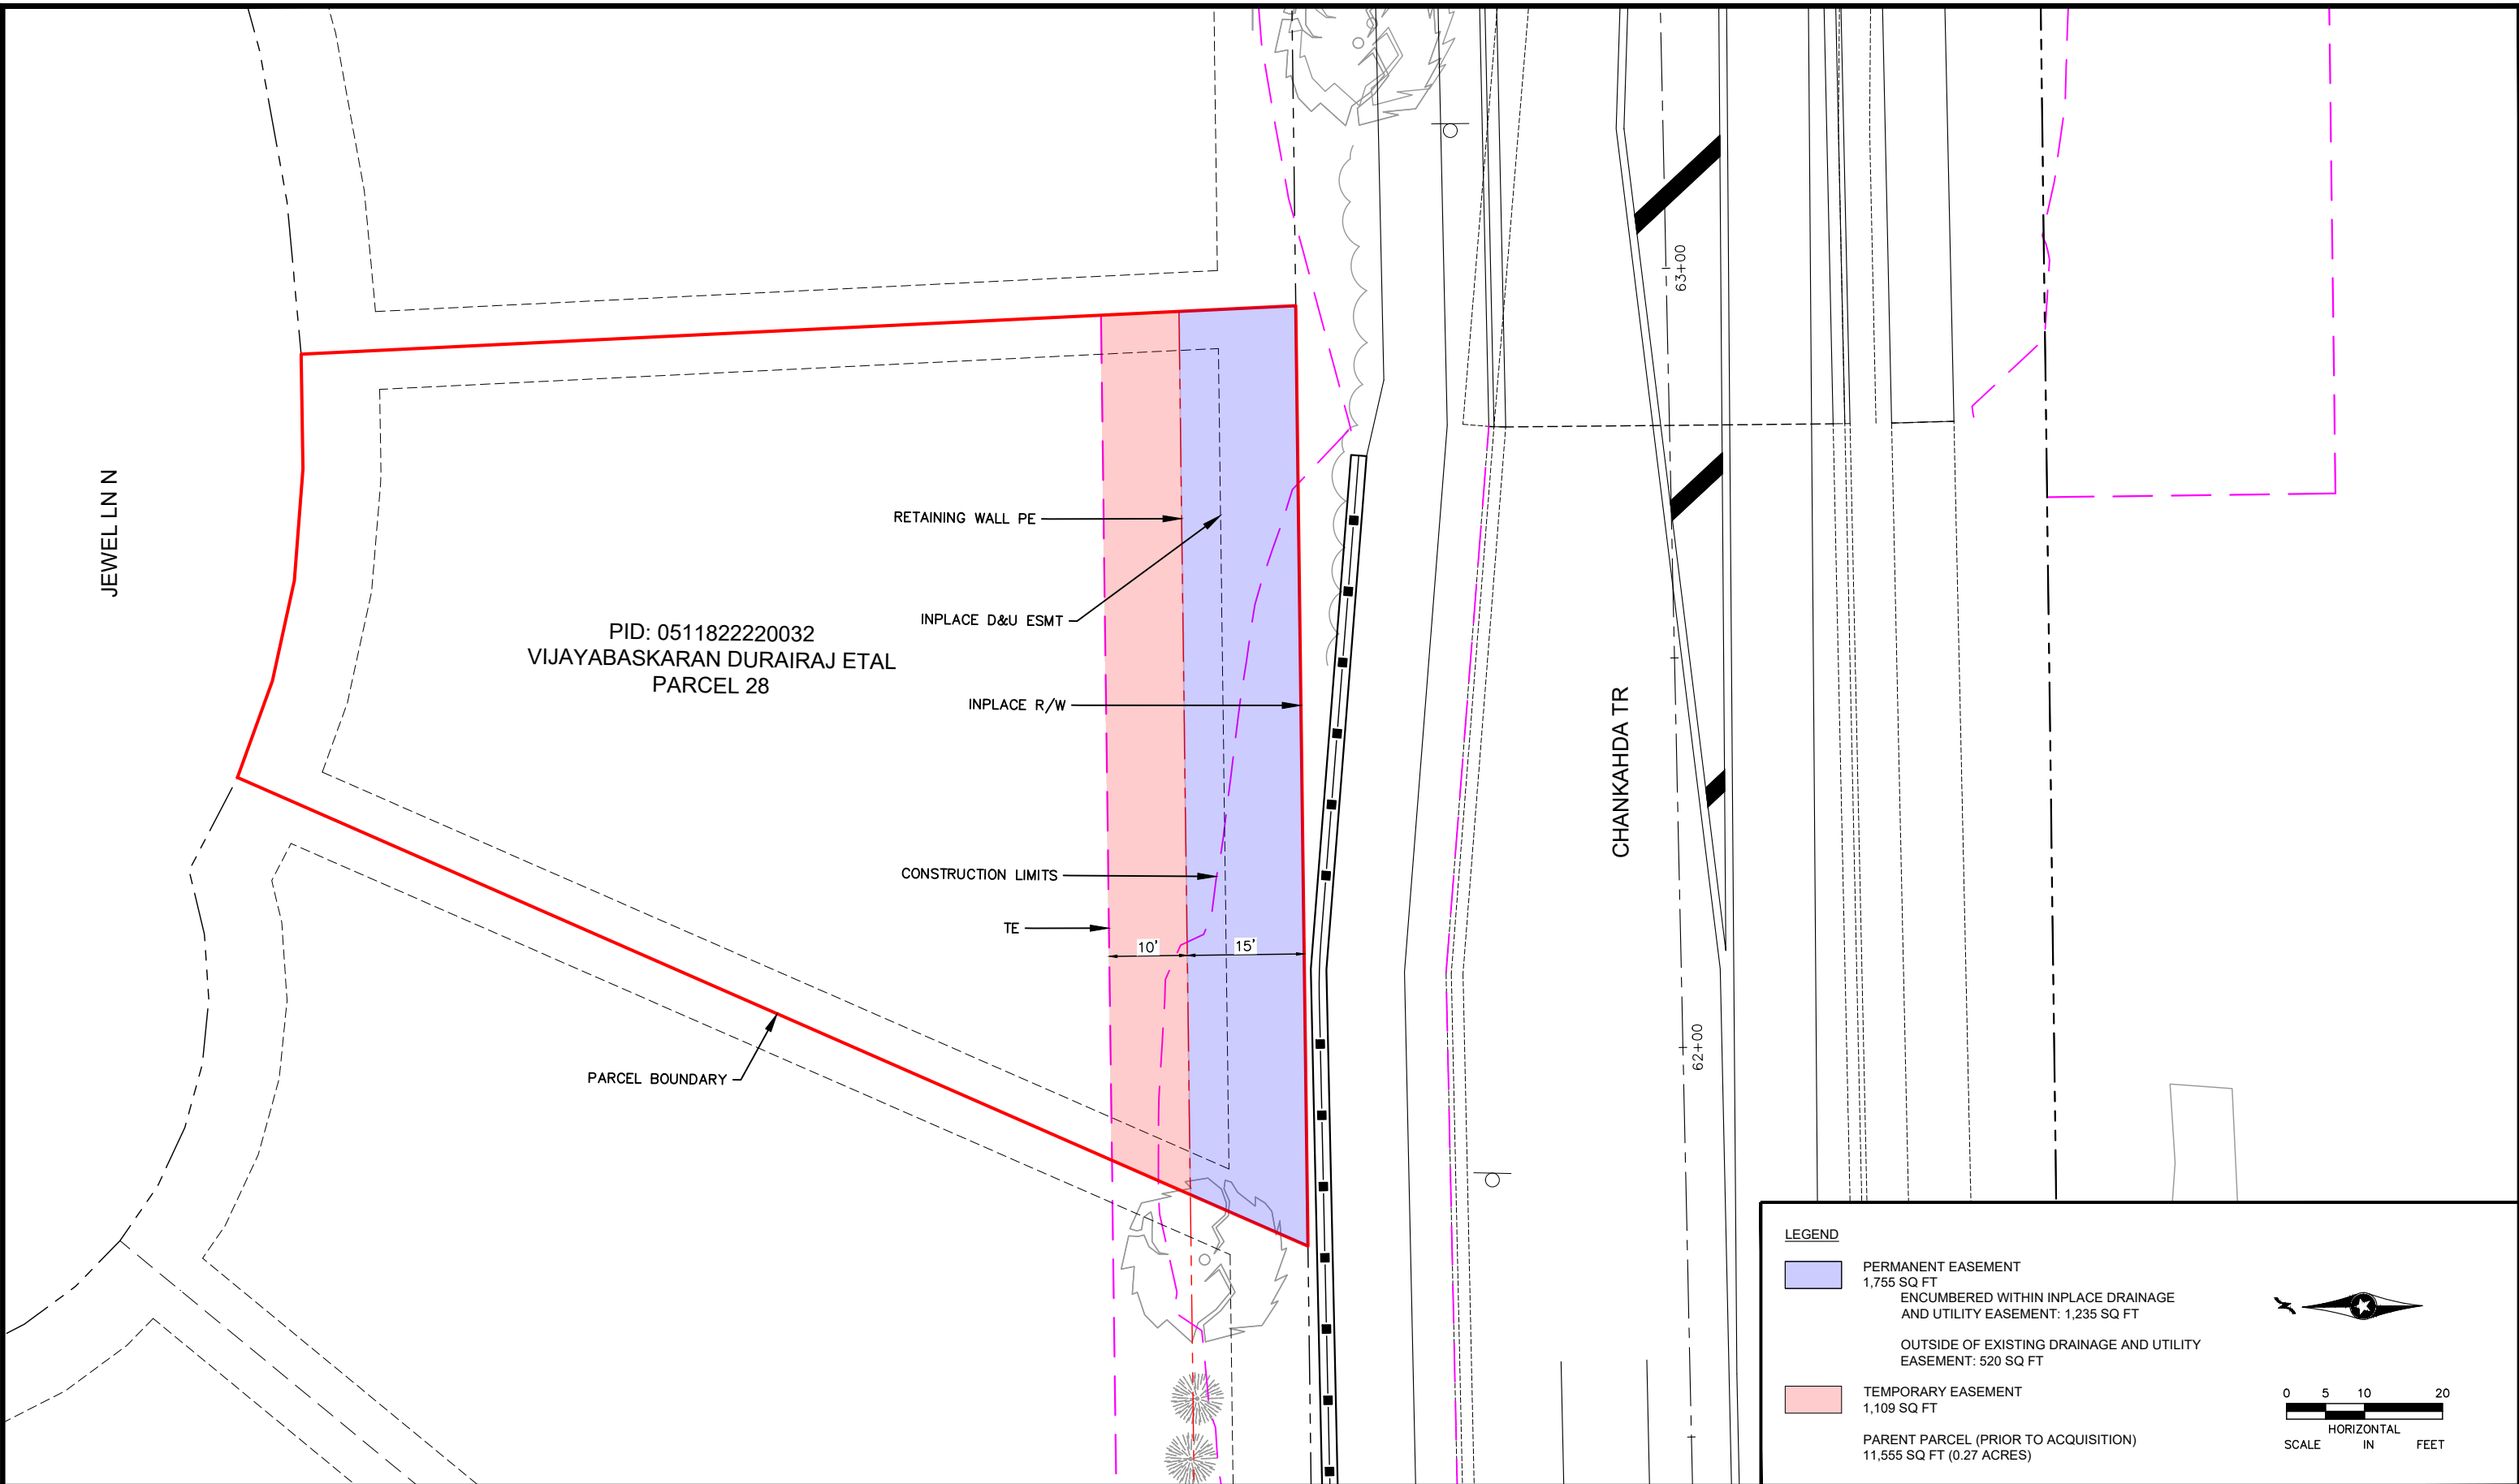 63+00
JEWEL LN N
RETAINING WALL PE
INPLACE D&U ESMT
PID: 0511822220032
VIJAYABASKARAN DURAIRAJ ETAL
PARCEL 28
INPLACE R/W
CHANKAHDA TR
CONSTRUCTION LIMITS
TE
10'
15'
62+00
PARCEL BOUNDARY
LEGEND
PERMANENT EASEMENT
1,755 SQ FT
ENCUMBERED WITHIN INPLACE DRAINAGE
AND UTILITY EASEMENT: 1,235 SQ FT
OUTSIDE OF EXISTING DRAINAGE AND UTILITY
EASEMENT: 520 SQ FT
TEMPORARY EASEMENT
1,109 SQ FT
PARENT PARCEL (PRIOR TO ACQUISITION)
11,555 SQ FT (0.27 ACRES)
Z
0 5 10 20
HORIZONTAL
SCALE IN FEET